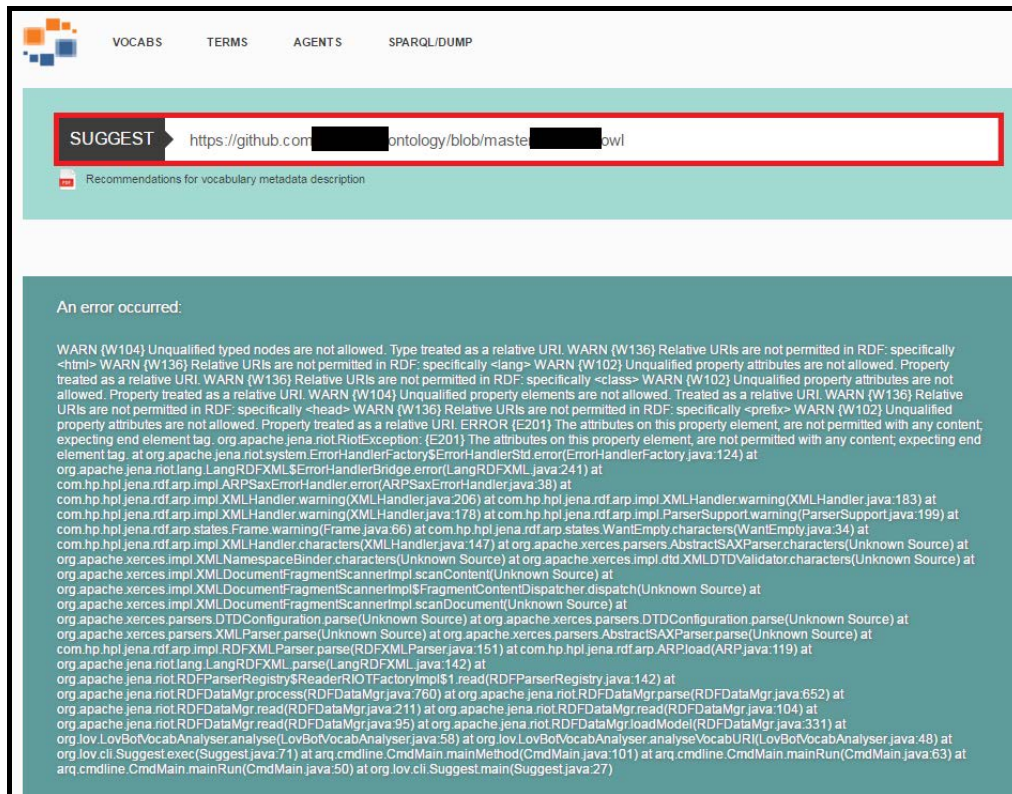 VOCABS TERMS AGENTS SPARQL/DUMP
SUGGEST https://github.com ontology/blob/maste owl
Recommendations for vocabulary metadata description
An error occurred:
WARN {W104} Unqualified typed nodes are not allowed. Type treated as a relative URI. WARN {W136} Relative URIs are not permitted in RDF: specifically
<html> WARN {W136} Relative URIs are not permitted in RDF: specifically <lang> WARN {W102} Unqualified property attributes are not allowed. Property
treated as a relative URI. WARN {W136} Relative URIs are not permitted in RDF: specifically <class> WARN {W102} Unqualified property attributes are not
allowed. Property treated as a relative URI. WARN {W104} Unqualified property elements are not allowed. Treated as a relative URI. WARN {W136} Relative
URIs are not permitted in RDF: specifically <head> WARN {W136} Relative URIs are not permitted in RDF: specifically <prefix> WARN {W102} Unqualified
property attributes are not allowed. Property treated as a relative URI. ERROR {E201} The attributes on this property element, are not permitted with any content;
expecting end element tag. org.apache.jena.riot.RiotException: {E201} The attributes on this property element, are not permitted with any content; expecting end
element tag. at org.apache.jena.riot.system.ErrorHandlerFactory$ErrorHandlerStd.error(ErrorHandlerFactory.java:124) at
org.apache.jena.riot.lang.LangRDFXML$ErrorHandlerBridge.error(LangRDFXML.java:241) at
com.hp.hpl.jena.rdf.arp.impl.ARPSaxErrorHandler.error(ARPSaxErrorHandler.java:38) at
com.hp.hpl.jena.rdf.arp.impl.XMLHandler.warning(XMLHandler.java:206) at com.hp.hpl.jena.rdf.arp.impl.XMLHandler.warning(XMLHandler.java:183) at
com.hp.hpl.jena.rdf.arp.impl.XMLHandler.warning(XMLHandler.java:178) at com.hp.hpl.jena.rdf.arp.impl.ParserSupport.warning(ParserSupport.java:199) at
com.hp.hpl.jena.rdf.arp.states.Frame.warning(Frame.java:66) at com.hp.hpl.jena.rdf.arp.states.WantEmpty.characters(WantEmpty.java:34) at
com.hp.hpl.jena.rdf.arp.impl.XMLHandler.characters(XMLHandler.java:147) at org.apache.xerces.parsers.AbstractSAXParser.characters(Unknown Source) at
org.apache.xerces.impl.XMLNamespaceBinder.characters(Unknown Source) at org.apache.xerces.impl.dtd.XMLDTDValidator.characters(Unknown Source) at
org.apache.xerces.impl.XMLDocumentFragmentScannerImpl.scanContent(Unknown Source) at
org.apache.xerces.impl.XMLDocumentFragmentScannerImpl$FragmentContentDispatcher.dispatch(Unknown Source) at
org.apache.xerces.impl.XMLDocumentFragmentScannerImpl.scanDocument(Unknown Source) at
org.apache.xerces.parsers.DTDConfiguration.parse(Unknown Source) at org.apache.xerces.parsers.DTDConfiguration.parse(Unknown Source) at
org.apache.xerces.parsers.XMLParser.parse(Unknown Source) at org.apache.xerces.parsers.AbstractSAXParser.parse(Unknown Source) at
com.hp.hpl.jena.rdf.arp.impl.RDFXMLParser.parse(RDFXMLParser.java:151) at com.hp.hpl.jena.rdf.arp.ARP.load(ARP.java:119) at
org.apache.jena.riot.lang.LangRDFXML.parse(LangRDFXML.java:142) at
org.apache.jena.riot.RDFParserRegistry$ReaderRIOTFactoryImpl$1.read(RDFParserRegistry.java:142) at
org.apache.jena.riot.RDFDataMgr.process(RDFDataMgr.java:760) at org.apache.jena.riot.RDFDataMgr.parse(RDFDataMgr.java:652) at
org.apache.jena.riot.RDFDataMgr.read(RDFDataMgr.java:211) at org.apache.jena.riot.RDFDataMgr.read(RDFDataMgr.java:104) at
org.apache.jena.riot.RDFDataMgr.read(RDFDataMgr.java:95) at org.apache.jena.riot.RDFDataMgr.loadModel(RDFDataMgr.java:331) at
org.lov.LovBotVocabAnalyser.analyse(LovBotVocabAnalyser.java:58) at org.lov.LovBotVocabAnalyser.analyseVocabURI(LovBotVocabAnalyser.java:48) at
org.lov.cli.Suggest.exec(Suggest.java:71) at arq.cmdline.CmdMain.mainMethod(CmdMain.java:101) at arq.cmdline.CmdMain.mainRun(CmdMain.java:63) at
arq.cmdline.CmdMain.mainRun(CmdMain.java:50) at org.lov.cli.Suggest.main(Suggest.java:27)